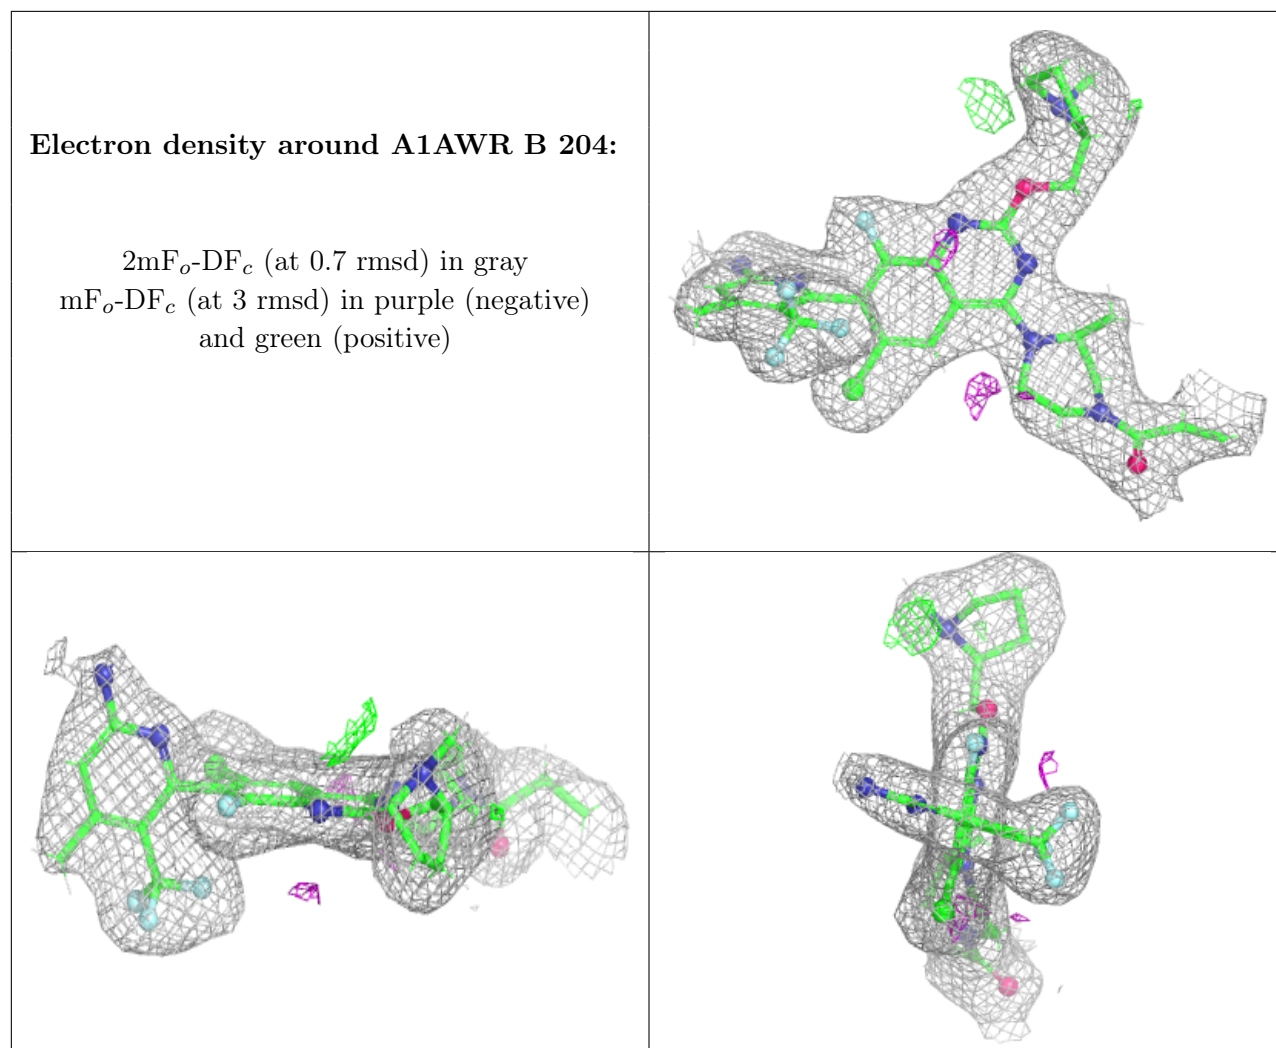 Electron density around A1AWR B 204:
2mFo-DFc (at 0.7 rmsd) in gray
mFo-DFc (at 3 rmsd) in purple (negative)
and green (positive)